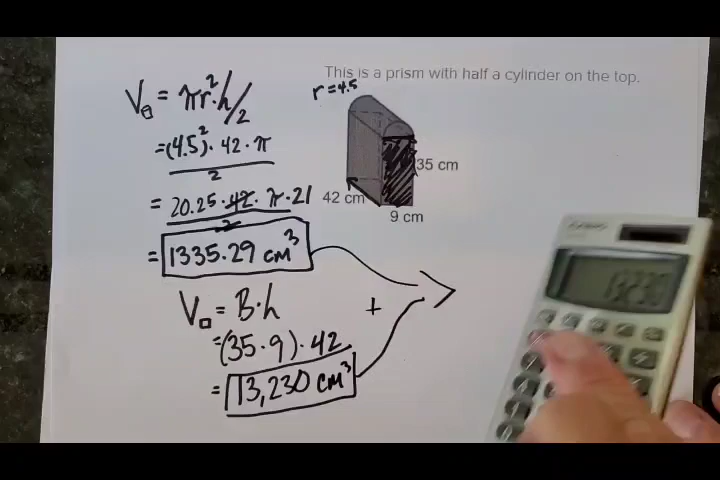 This is a prism with half a cylinder on the top.
r = 4.5
35 cm
42 cm
9 cm
V = πr²·h/2
= (4.5)²·42·π
2
= 20.25·42·π·21
2
= 1335.29 cm³
V□ = B·h
= (35·9)·42
= 13,230 cm³
+
13230